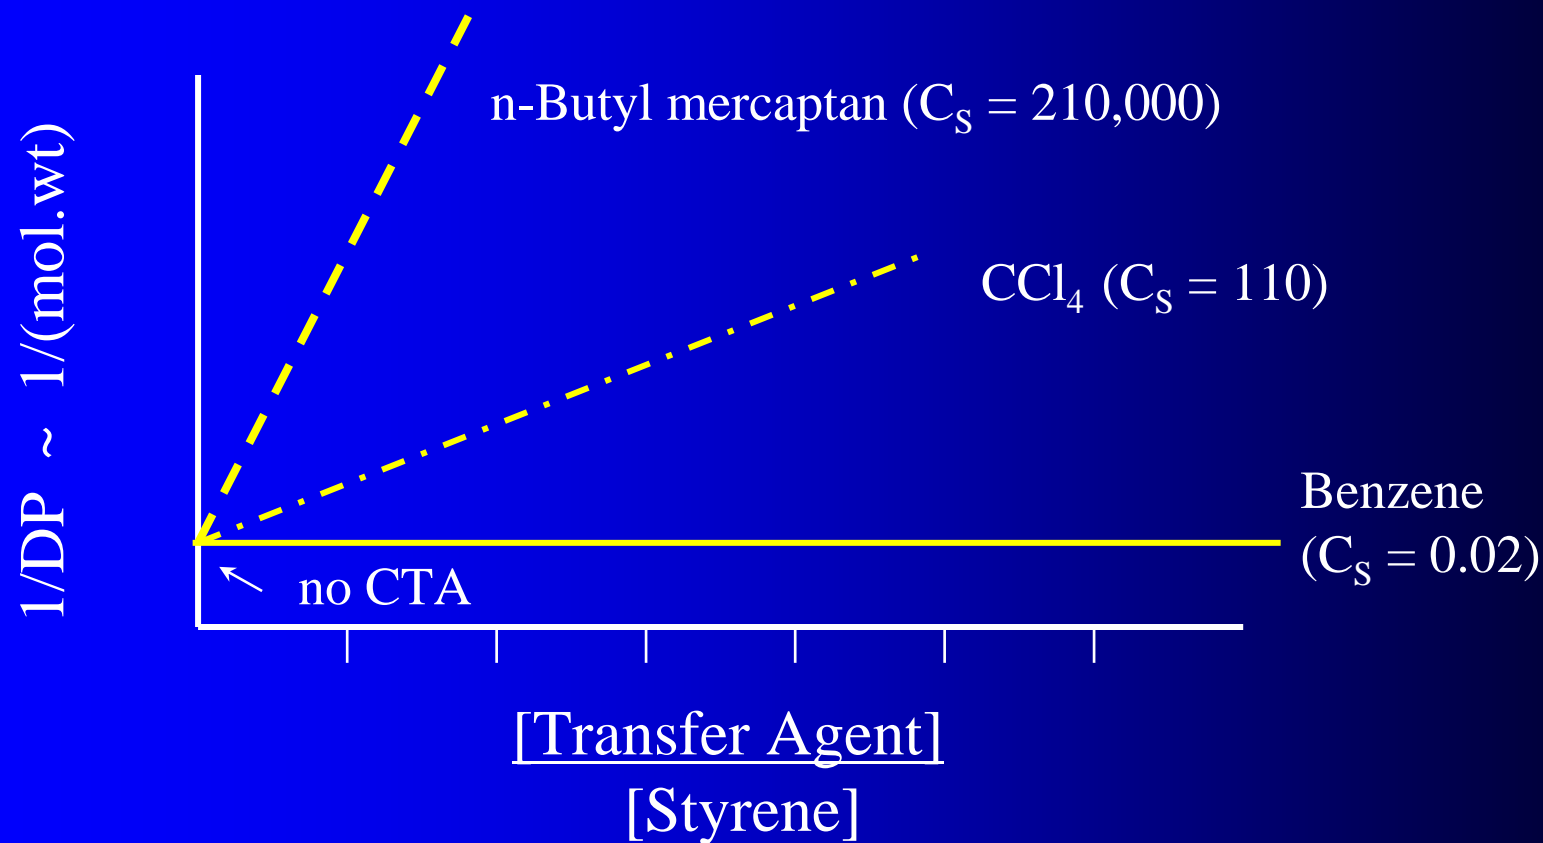 n-Butyl mercaptan (Cs = 210,000)
1/DP ~ 1/(mol.wt)
CCl4 (Cs = 110)
Benzene
(Cs = 0.02)
no CTA
[Transfer Agent]
[Styrene]